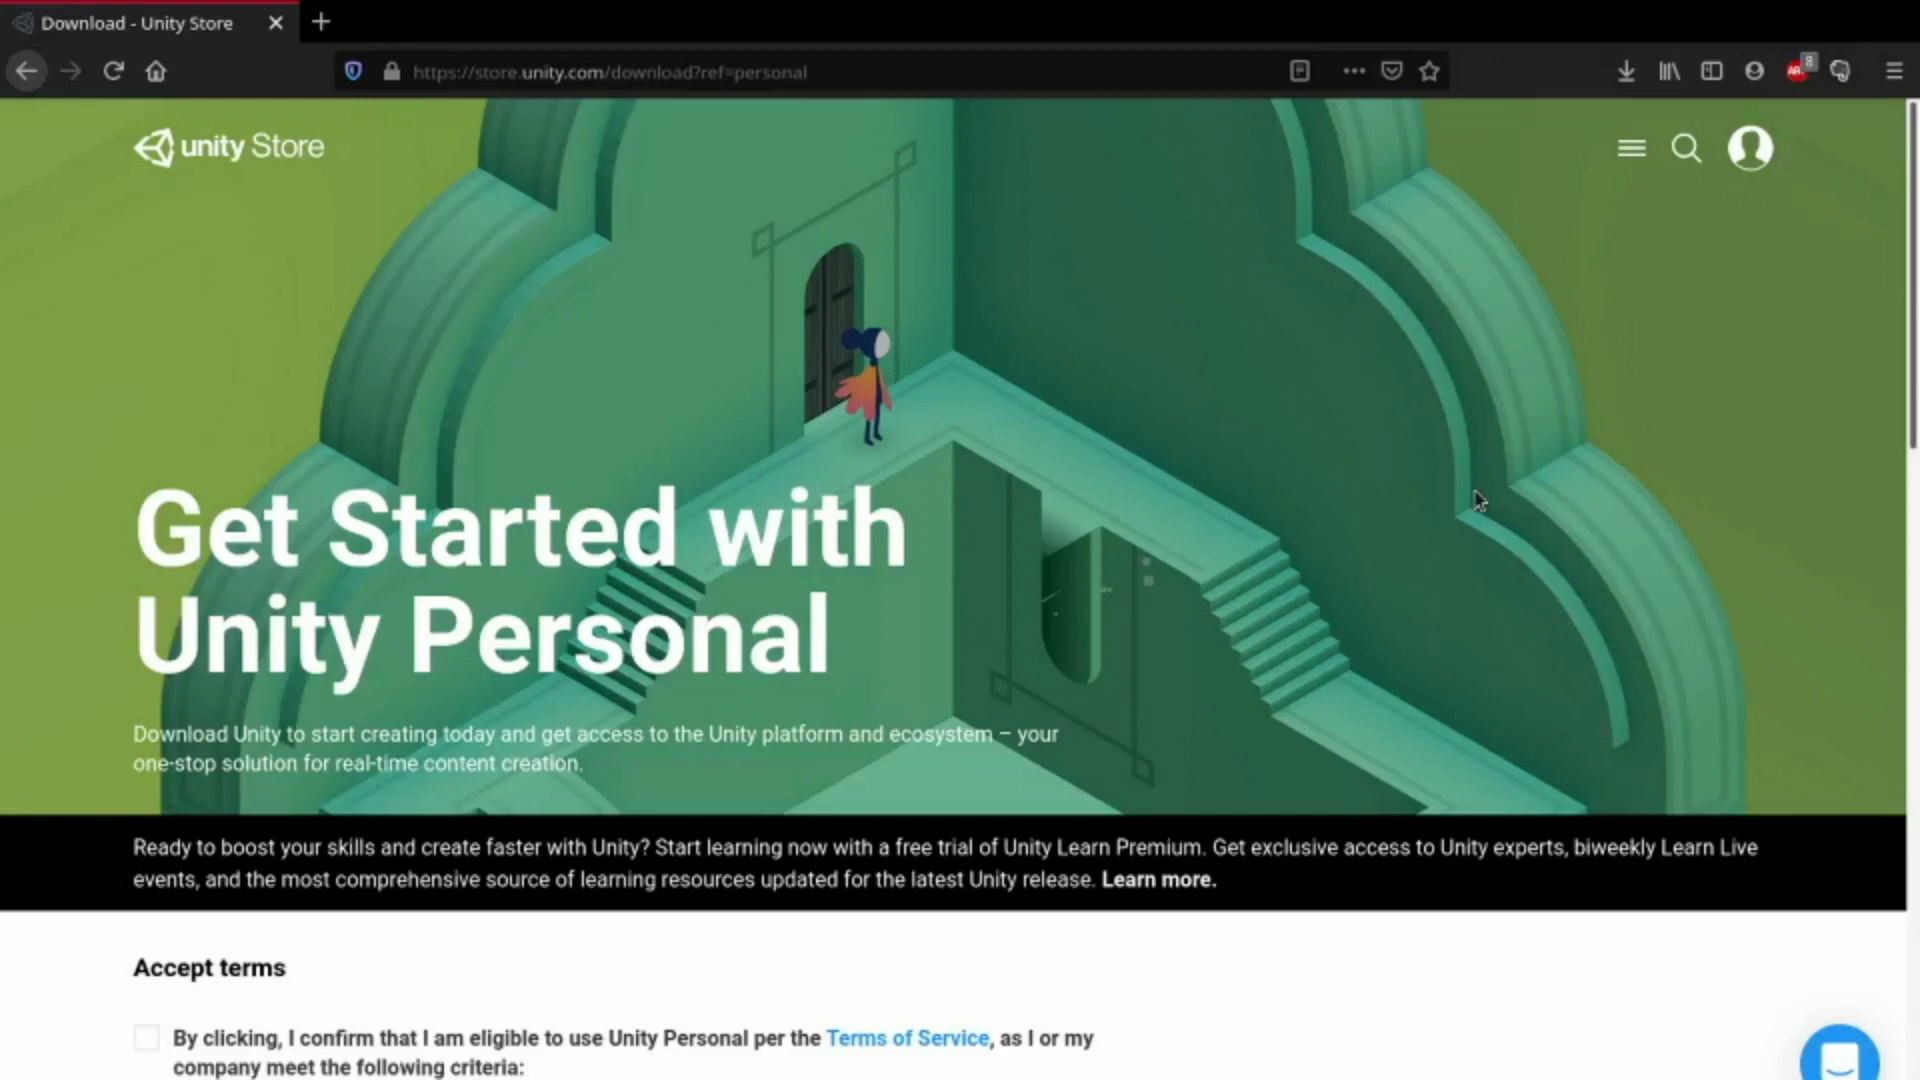 Download - Unity Store
https://store.unity.com/download?ref=personal
8
unity Store
Get Started with
Unity Personal
Download Unity to start creating today and get access to the Unity platform and ecosystem – your
one-stop solution for real-time content creation.
Ready to boost your skills and create faster with Unity? Start learning now with a free trial of Unity Learn Premium. Get exclusive access to Unity experts, biweekly Learn Live
events, and the most comprehensive source of learning resources updated for the latest Unity release. Learn more.
Accept terms
By clicking, I confirm that I am eligible to use Unity Personal per the Terms of Service, as I or my
company meet the following criteria: